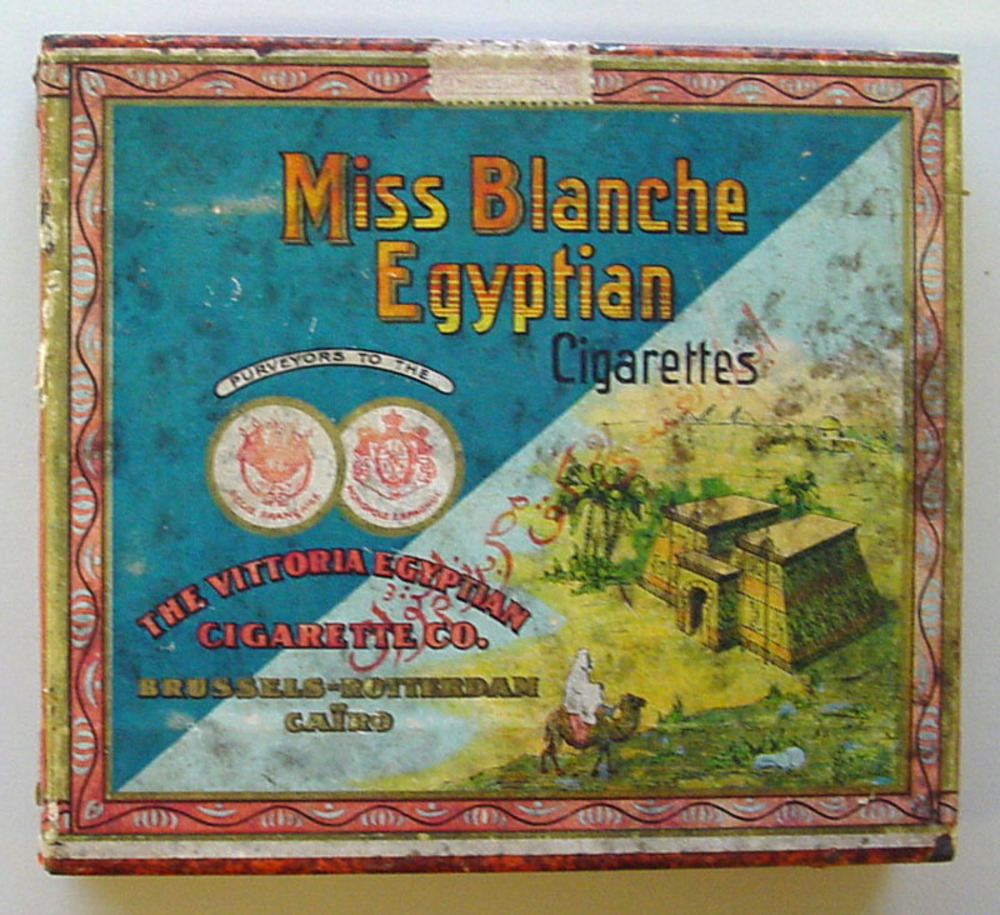 Miss Blanche
Egyptian
Cigarettes
PURVEYORS TO THE
THE VITTORIA EGYPTIAN
CIGARETTE CO.
BRUSSELS-ROTTERDAM
CAÏRO